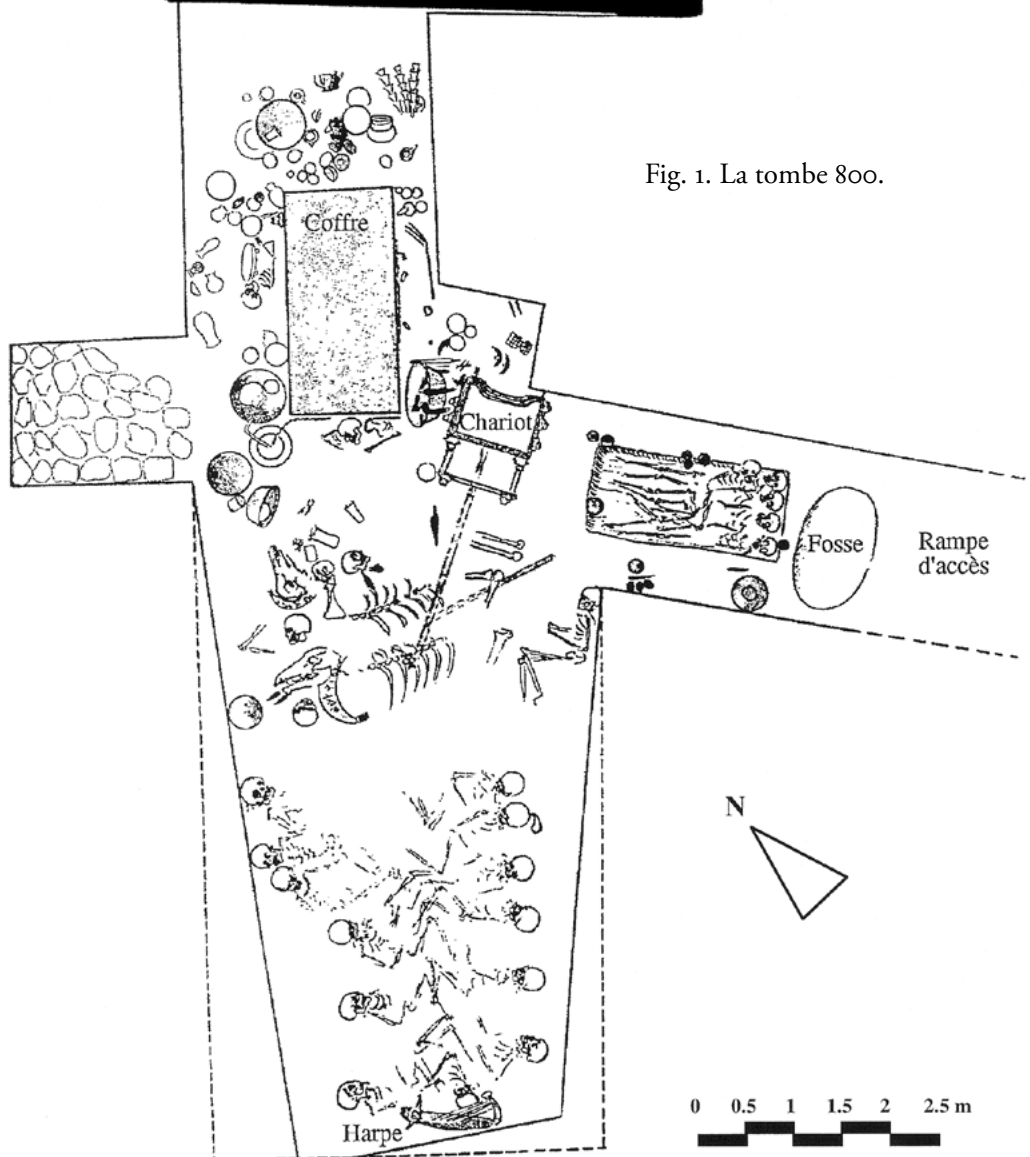 Fig. 1. La tombe 800.
Coffre
Chariot
Fosse
Rampe
d'accès
N
0 0.5 1 1.5 2 2.5 m
Harpe